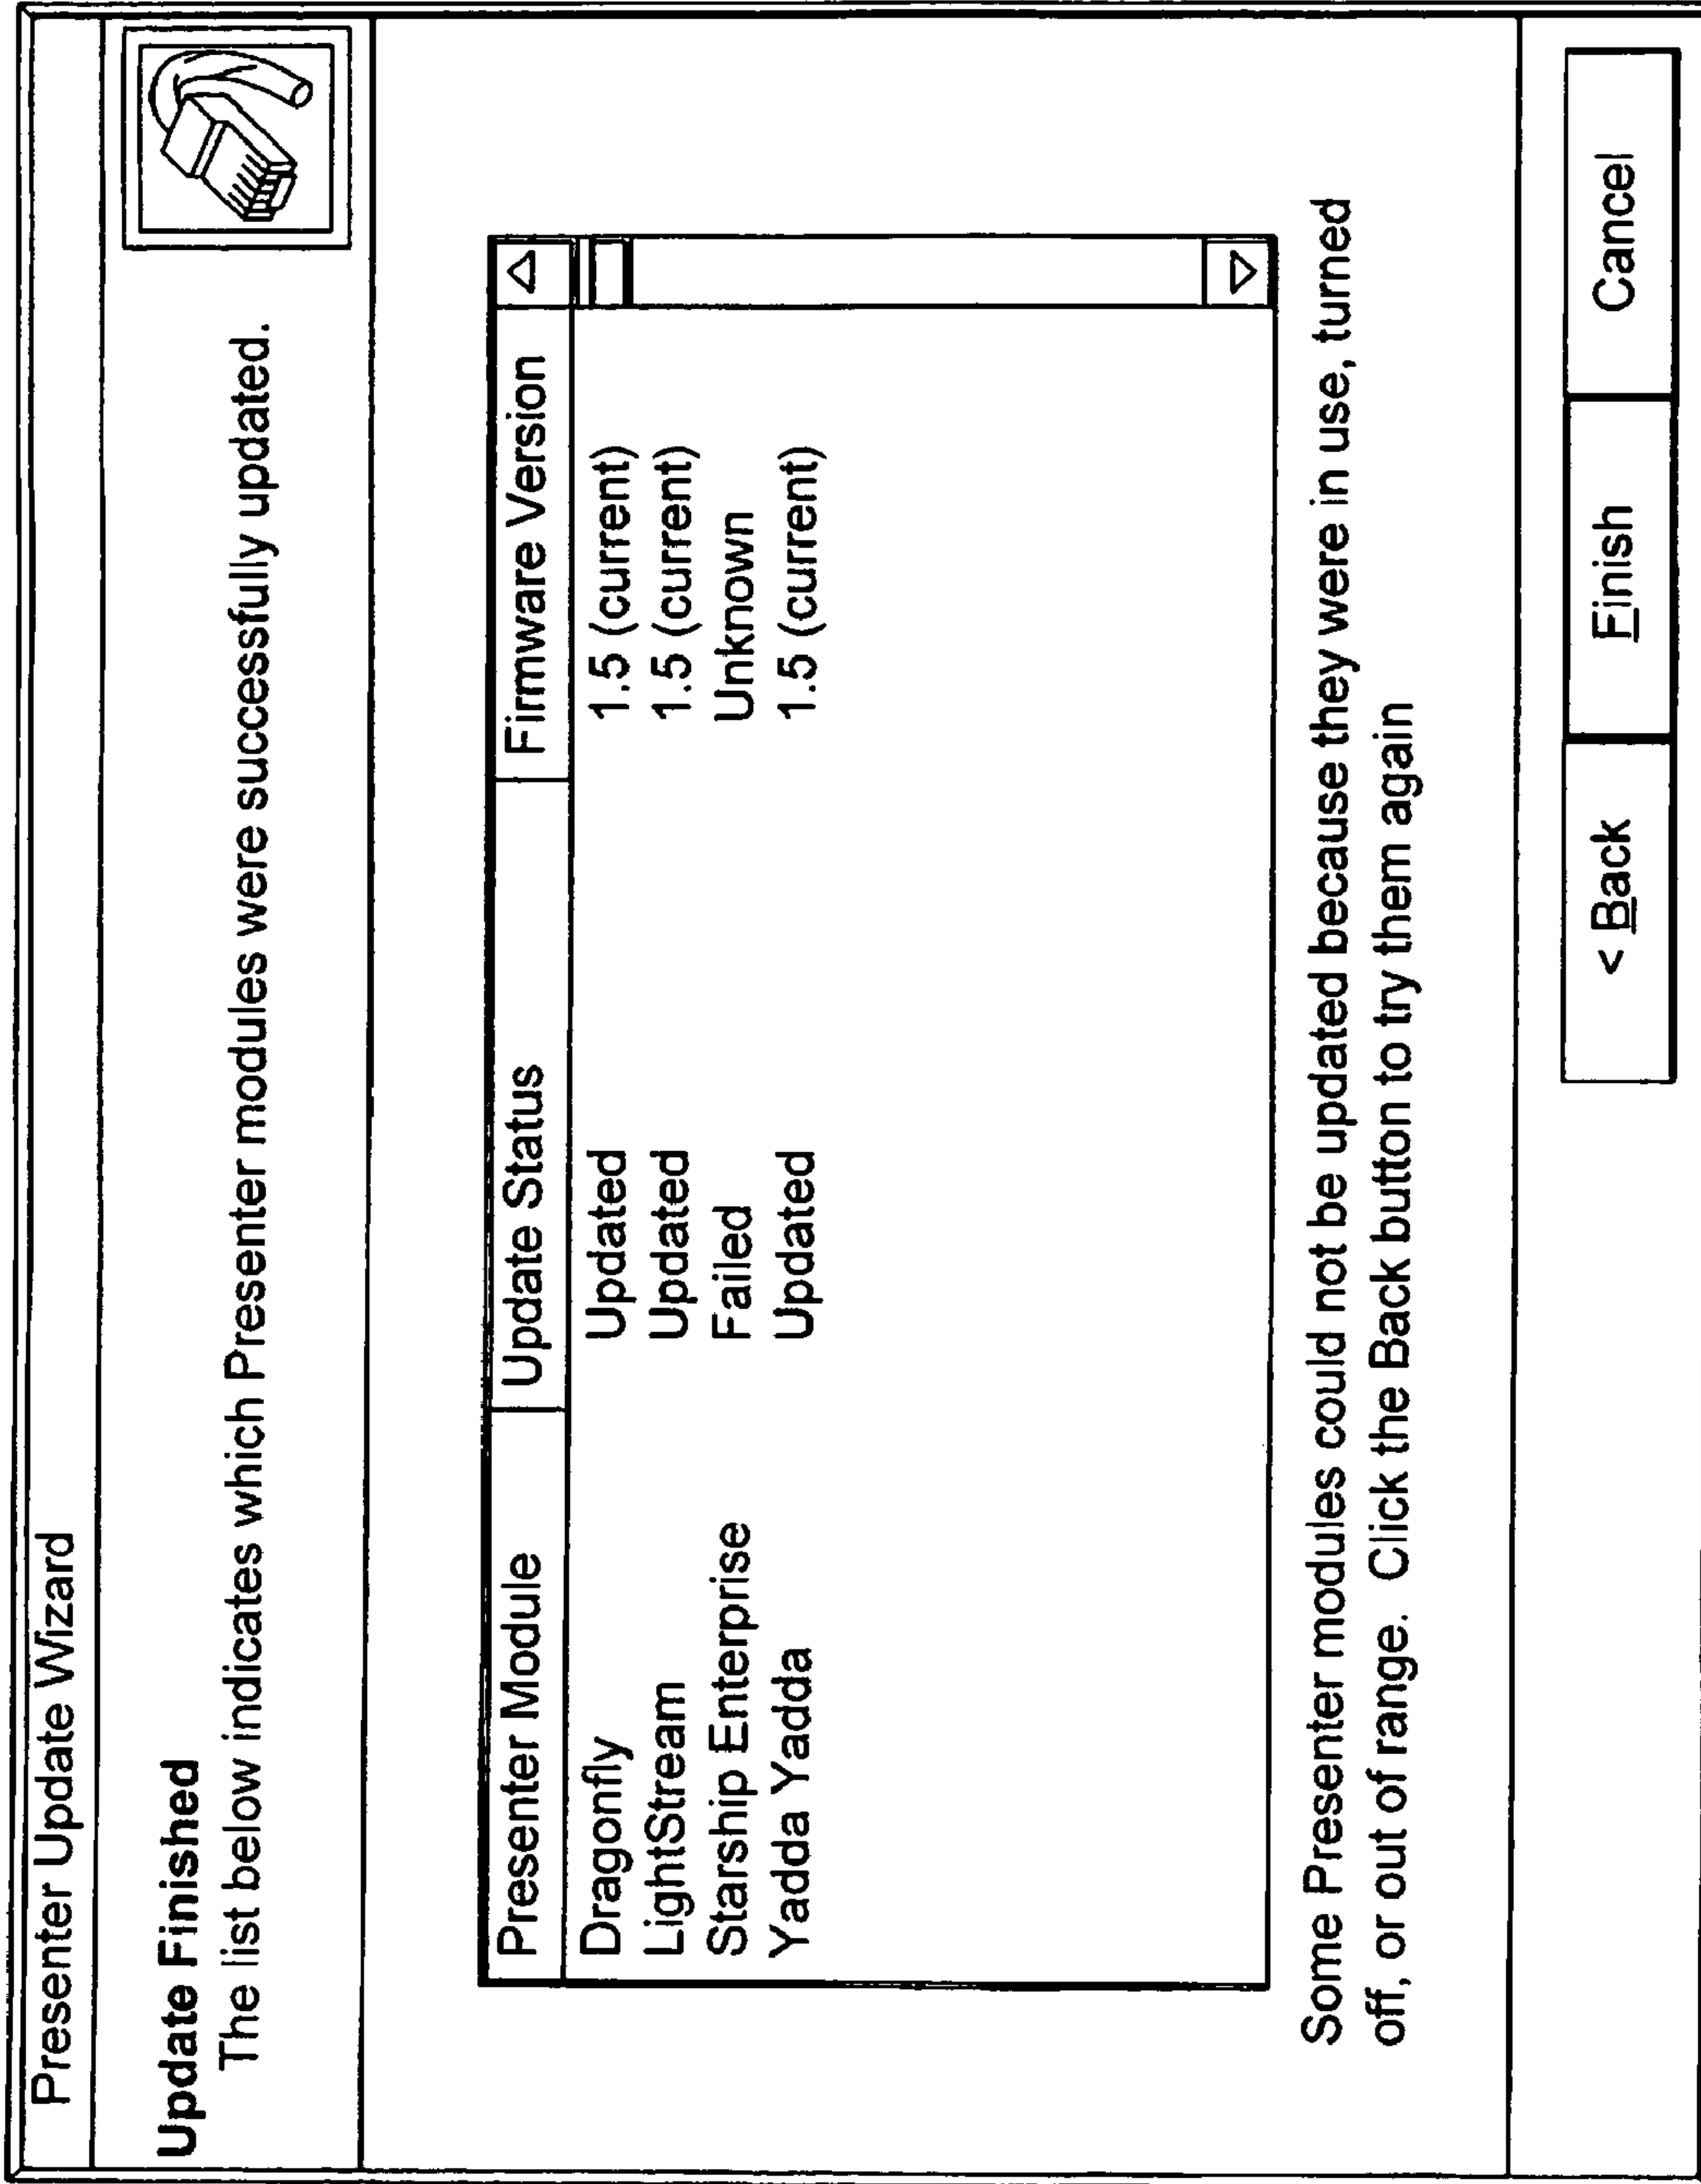 Presenter Update Wizard
Update Finished
The list below indicates which Presenter modules were successfully updated.
Presenter Module Update Status Firmware Version
Dragonfly Updated 1.5 (current)
LightStream Updated 1.5 (current)
Starship Enterprise Failed Unknown
Yadda Yadda Updated 1.5 (current)
Some Presenter modules could not be updated because they were in use, turned
off, or out of range. Click the Back button to try them again
< Back Finish Cancel